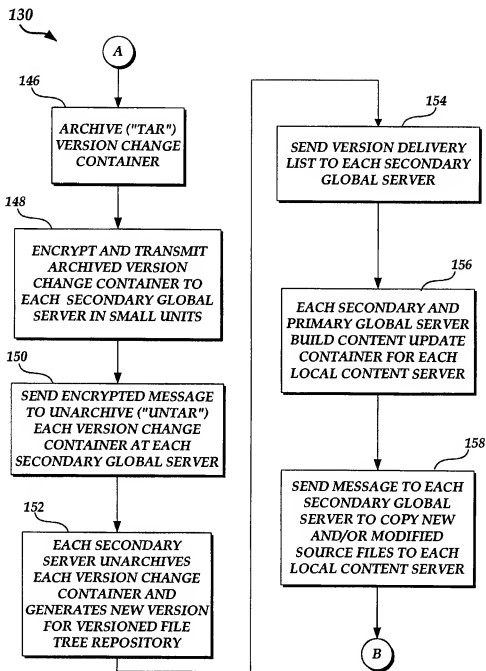 130
A
146
ARCHIVE ("TAR")
VERSION CHANGE
CONTAINER
148
ENCRYPT AND TRANSMIT
ARCHIVED VERSION
CHANGE CONTAINER TO
EACH SECONDARY GLOBAL
SERVER IN SMALL UNITS
150
SEND ENCRYPTED MESSAGE
TO UNARCHIVE ("UNTAR")
EACH VERSION CHANGE
CONTAINER AT EACH
SECONDARY GLOBAL SERVER
152
EACH SECONDARY
SERVER UNARCHIVES
EACH VERSION CHANGE
CONTAINER AND
GENERATES NEW VERSION
FOR VERSIONED FILE
TREE REPOSITORY
154
SEND VERSION DELIVERY
LIST TO EACH SECONDARY
GLOBAL SERVER
156
EACH SECONDARY AND
PRIMARY GLOBAL SERVER
BUILD CONTENT UPDATE
CONTAINER FOR EACH
LOCAL CONTENT SERVER
158
SEND MESSAGE TO EACH
SECONDARY GLOBAL
SERVER TO COPY NEW
AND/OR MODIFIED
SOURCE FILES TO EACH
LOCAL CONTENT SERVER
B